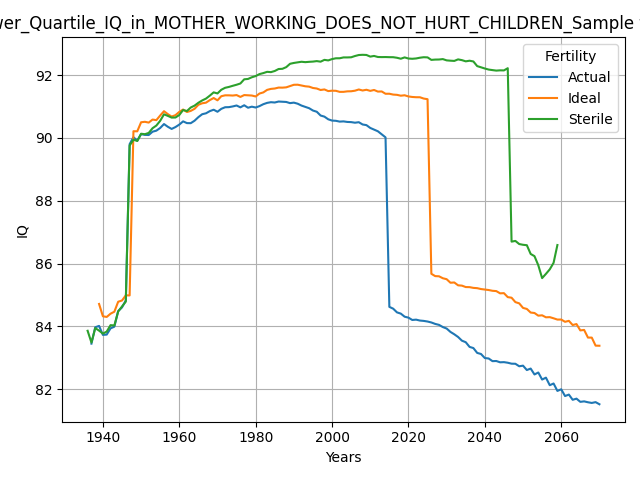 wer_Quartile_IQ_in_MOTHER_WORKING_DOES_NOT_HURT_CHILDREN_Sample
Fertility
Actual
Ideal
Sterile
92
90
88
86
84
82
IQ
1940 1960 1980 2000 2020 2040 2060
Years